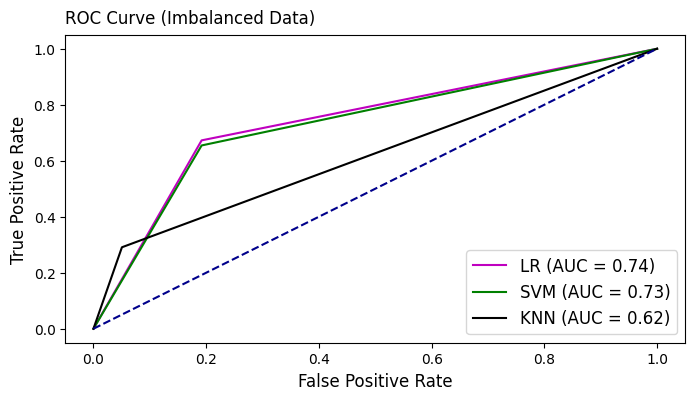 ROC Curve (Imbalanced Data)
True Positive Rate
1.0
0.8
0.6
0.4
0.2
0.0
LR (AUC = 0.74)
SVM (AUC = 0.73)
KNN (AUC = 0.62)
0.0 0.2 0.4 0.6 0.8 1.0
False Positive Rate